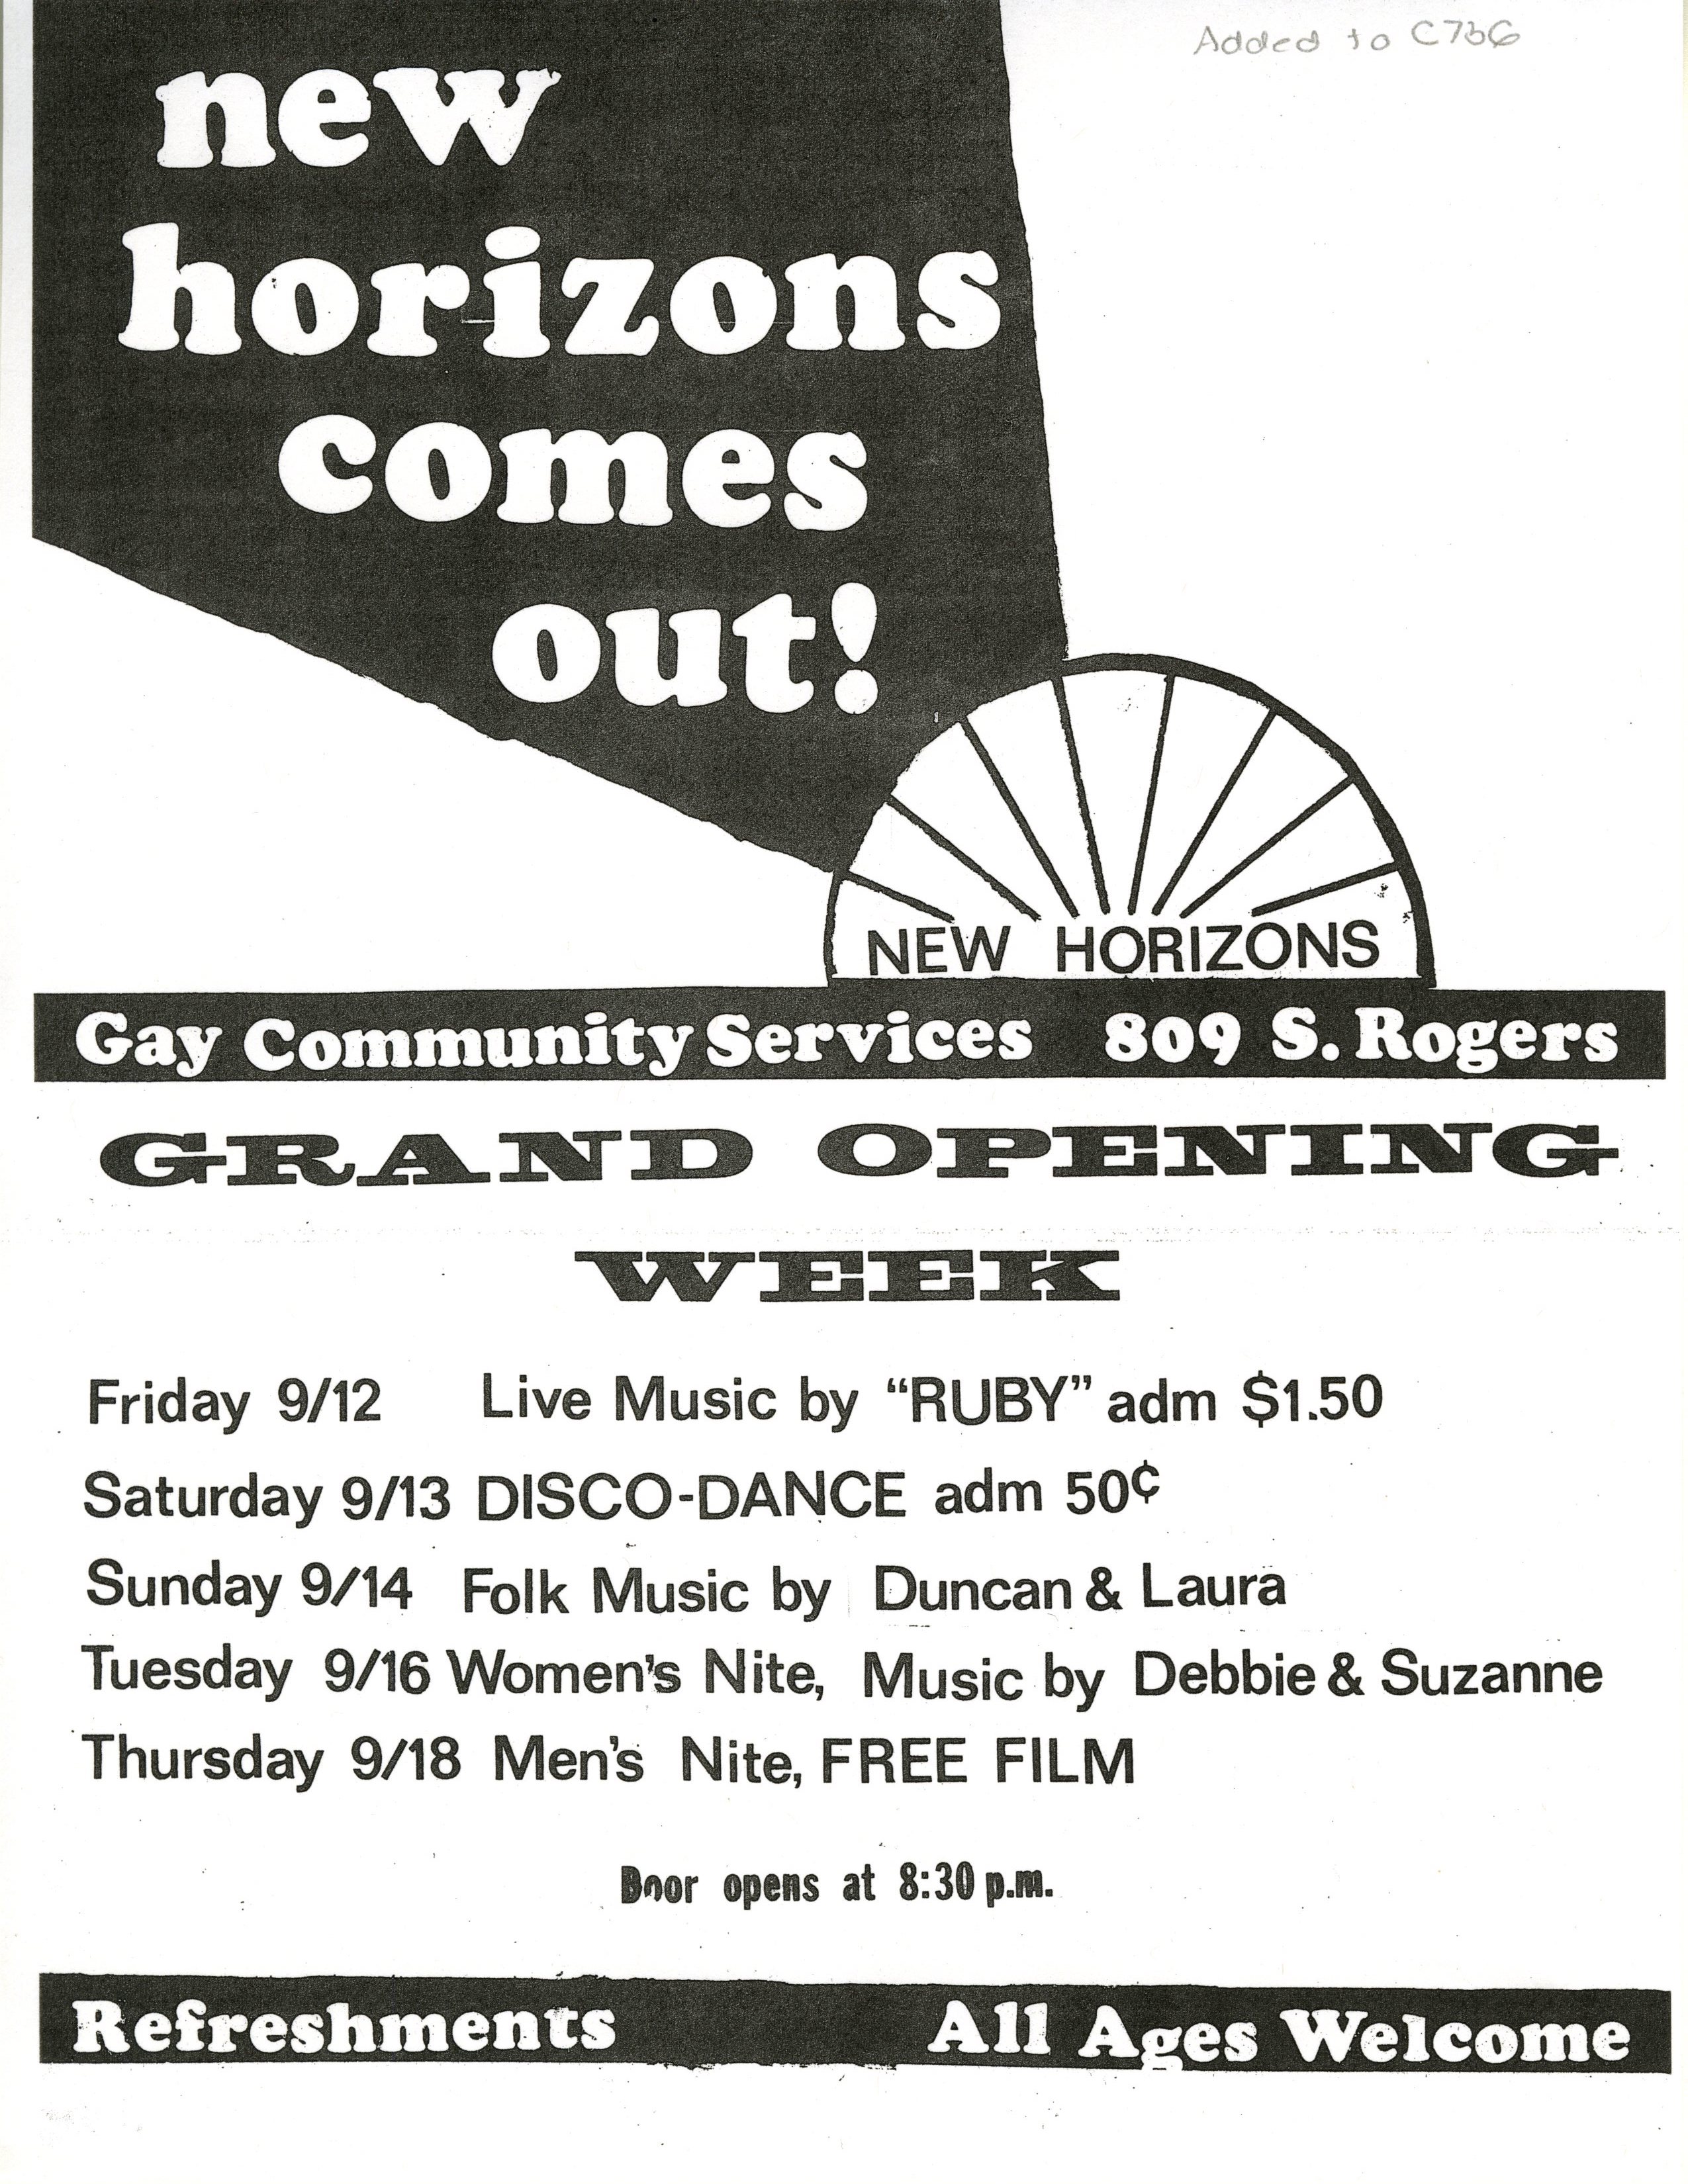 Added to C736
new
horizons
comes
out!
NEW HORIZONS
Gay Community Services 809 S. Rogers
GRAND OPENING
WEEK
Friday 9/12 Live Music by “RUBY” adm $1.50
Saturday 9/13 DISCO-DANCE adm 50¢
Sunday 9/14 Folk Music by Duncan & Laura
Tuesday 9/16 Women's Nite, Music by Debbie & Suzanne
Thursday 9/18 Men's Nite, FREE FILM
Door opens at 8:30 p.m.
Refreshments All Ages Welcome